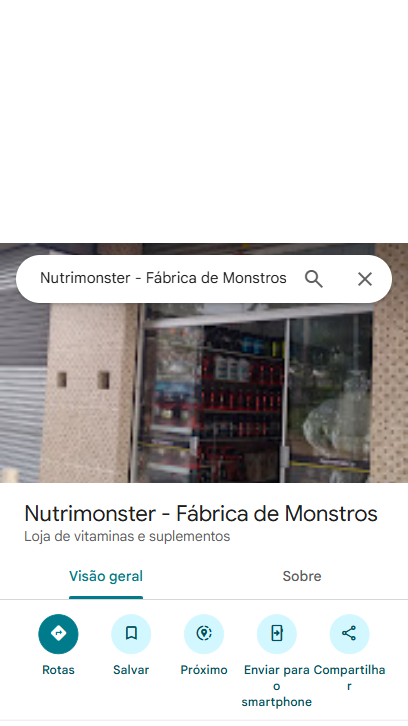 Nutrimonster - Fábrica de Monstros
Nutrimonster - Fábrica de Monstros
Loja de vitaminas e suplementos
Visão geral
Sobre
Rotas
Salvar
Próximo
Enviar para
o
smartphone
Compartilha
r